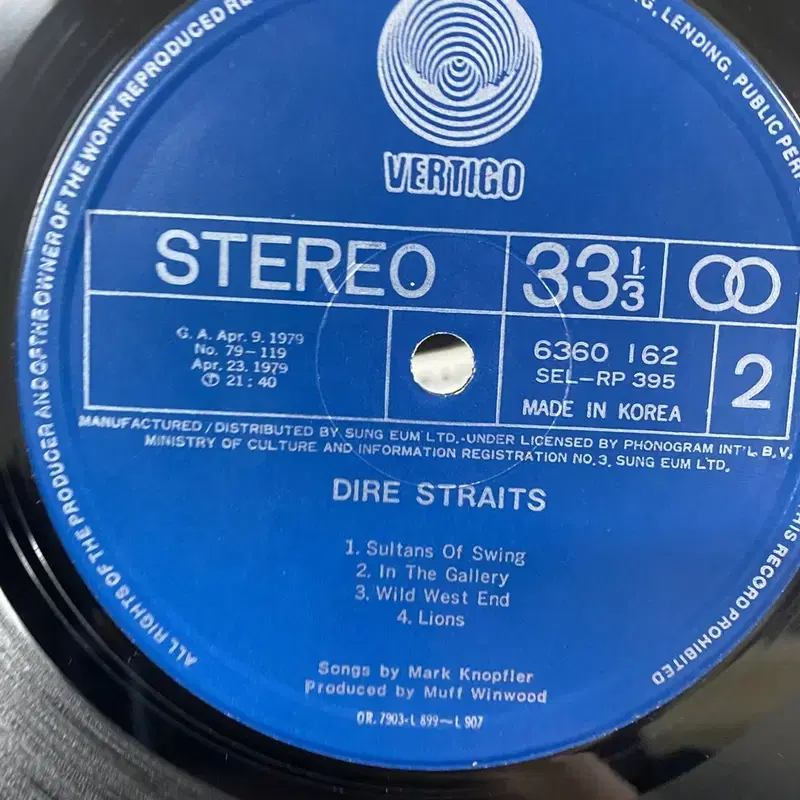 VERTIGO
STEREO
33 1/3
G. A. Apr. 9. 1979
No. 79-119
Apr. 23. 1979
Ⓟ 21 : 40
6360 162
SEL-RP 395
MADE IN KOREA
2
MANUFACTURED / DISTRIBUTED BY SUNG EUM LTD.-UNDER LICENSED BY PHONOGRAM INT'L B.V.
MINISTRY OF CULTURE AND INFORMATION REGISTRATION NO. 3. SUNG EUM LTD.
DIRE STRAITS
1. Sultans Of Swing
2. In The Gallery
3. Wild West End
4. Lions
Songs by Mark Knopfler
Produced by Muff Winwood
OR. 7903-L 899~L 907
ALL RIGHTS OF THE PRODUCER AND OF THE OWNER OF THE WORK REPRODUCED
LENDING, PUBLIC
THIS RECORD PROHIBITED